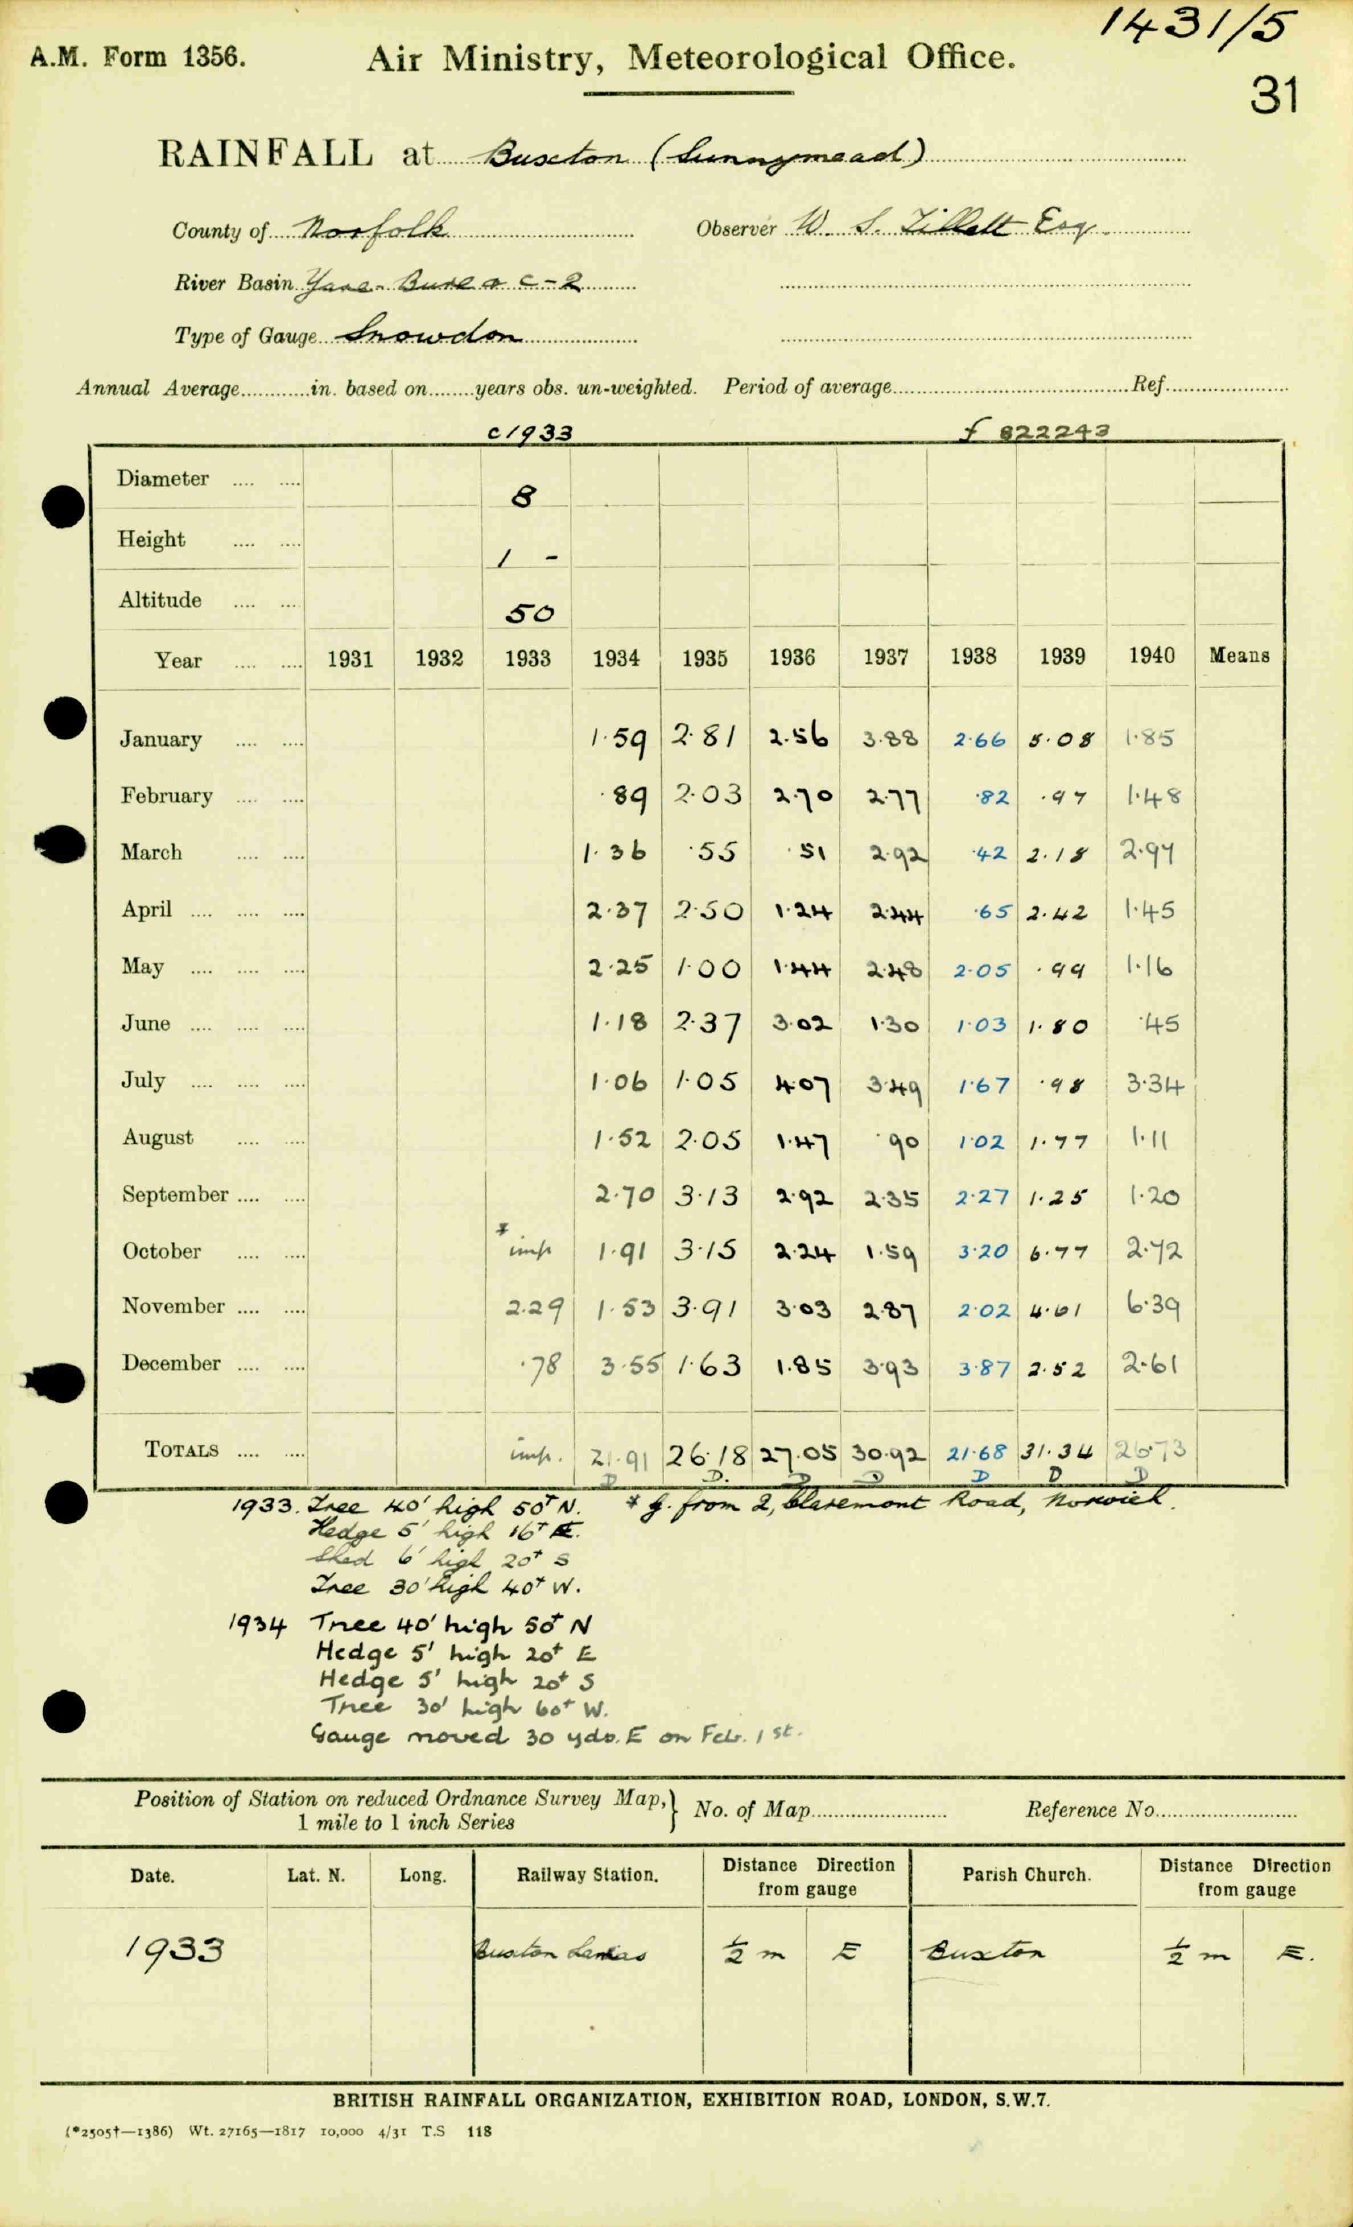 1431/5
A.M. Form 1356. Air Ministry, Meteorological Office.
31
RAINFALL at Buxton (Sunnymead)
County of Norfolk Observer W. S. Tillett Esq.
River Basin Yare-Bure &c-2
Type of Gauge Snowdon
Annual Average in. based on years obs. un-weighted. Period of average Ref.
c1933 f 822243
Diameter 8
Height 1 -
Altitude 50
Year 1931 1932 1933 1934 1935 1936 1937 1938 1939 1940 Means
January 1.59 2.81 2.56 3.88 2.66 5.08 1.85
February .89 2.03 2.70 2.77 .82 .97 1.48
March 1.36 .55 .51 2.92 .42 2.18 2.97
April 2.37 2.50 1.24 2.44 .65 2.42 1.45
May 2.25 1.00 1.44 2.48 2.05 .99 1.16
June 1.18 2.37 3.02 1.30 1.03 1.80 .45
July 1.06 1.05 4.07 3.49 1.67 .98 3.34
August 1.52 2.05 1.47 .90 1.02 1.77 1.11
September 2.70 3.13 2.92 2.35 2.27 1.25 1.20
October *imp 1.91 3.15 2.24 1.59 3.20 6.77 2.72
November 2.29 1.53 3.91 3.03 2.87 2.02 4.61 6.39
December .78 3.55 1.63 1.85 3.93 3.87 2.52 2.61
TOTALS imp. 21.91 26.18 27.05 30.92 21.68 31.34 26.73
D D. D D D D D
1933. Tree 40' high 50+ N. * g. from 2, Claremont Road, Norwich.
Hedge 5' high 16+ E.
Shed 6' high 20+ S
Tree 30' high 40+ W.
1934 Tree 40' high 50+ N
Hedge 5' high 20+ E
Hedge 5' high 20+ S
Tree 30' high 60+ W.
Gauge moved 30 yds. E on Feb. 1st.
Position of Station on reduced Ordnance Survey Map, } No. of Map Reference No.
1 mile to 1 inch Series
Date. Lat. N. Long. Railway Station. Distance Direction from gauge Parish Church. Distance Direction from gauge
1933 Buxton Lamas ½ m E Buxton ½ m E.
BRITISH RAINFALL ORGANIZATION, EXHIBITION ROAD, LONDON, S.W.7.
(*2505†—1386) Wt. 27165—1817 10,000 4/31 T.S 118